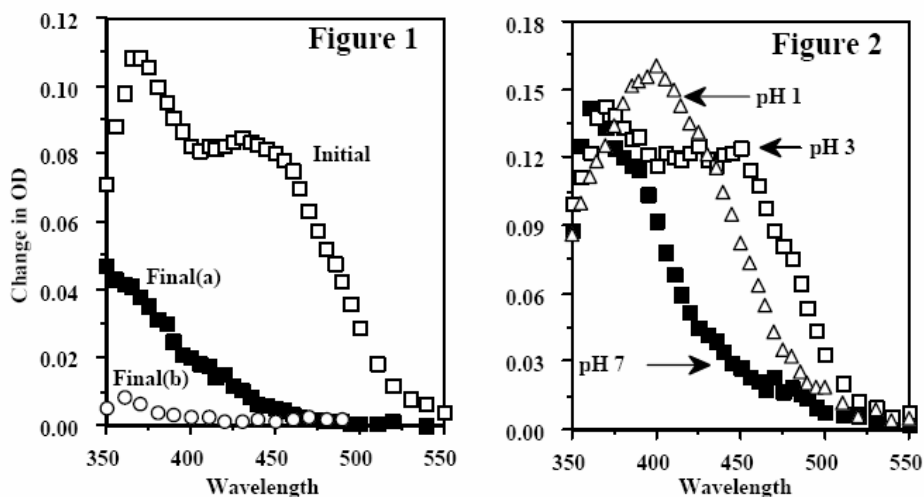 Figure 1
Change in OD
0.12
0.10
0.08
0.06
0.04
0.02
0.00
Initial
Final(a)
Final(b)
350 400 450 500 550
Wavelength
Figure 2
0.18
0.15
0.12
0.09
0.06
0.03
0.00
pH 1
pH 3
pH 7
350 400 450 500 550
Wavelength